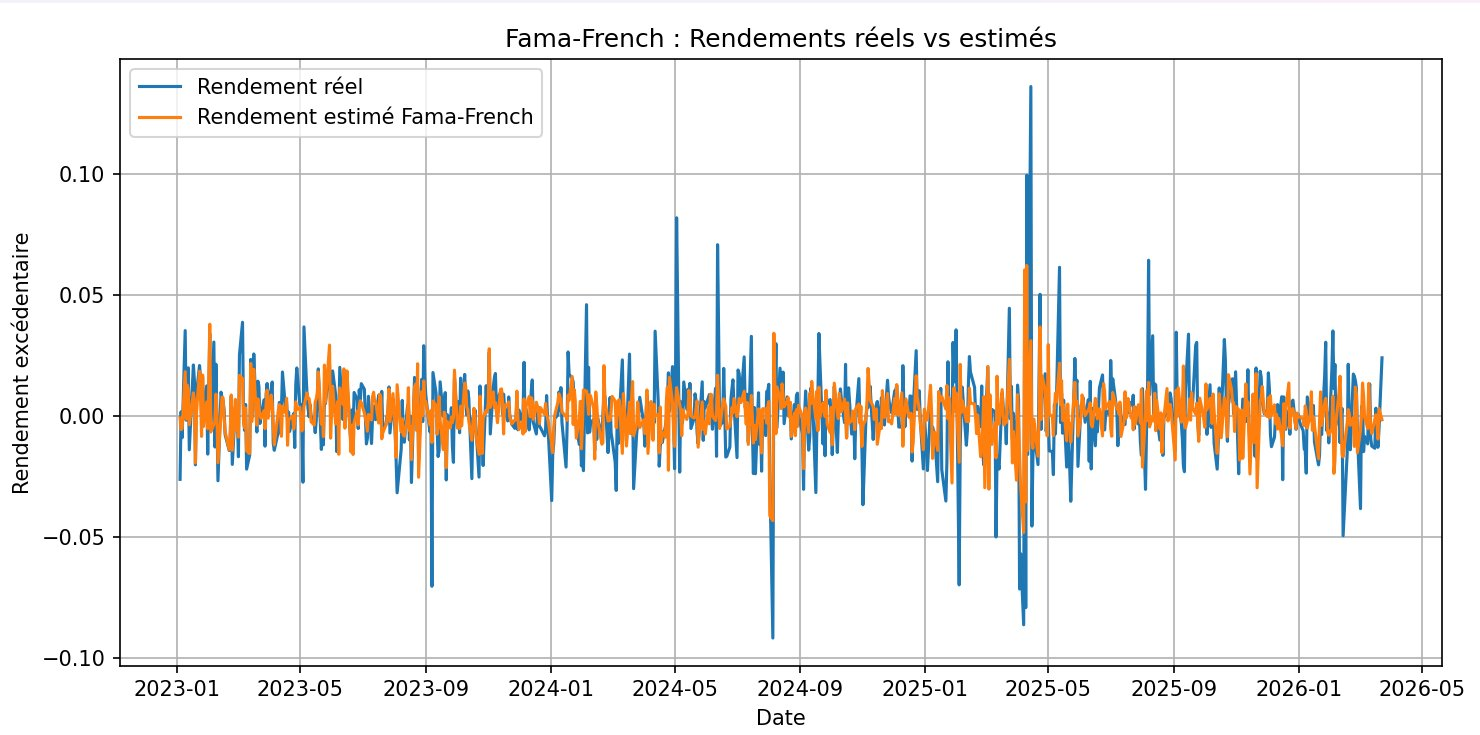 Fama-French : Rendements réels vs estimés
Rendement réel
Rendement estimé Fama-French
Rendement excédentaire
0.10
0.05
0.00
−0.05
−0.10
2023-01 2023-05 2023-09 2024-01 2024-05 2024-09 2025-01 2025-05 2025-09 2026-01 2026-05
Date